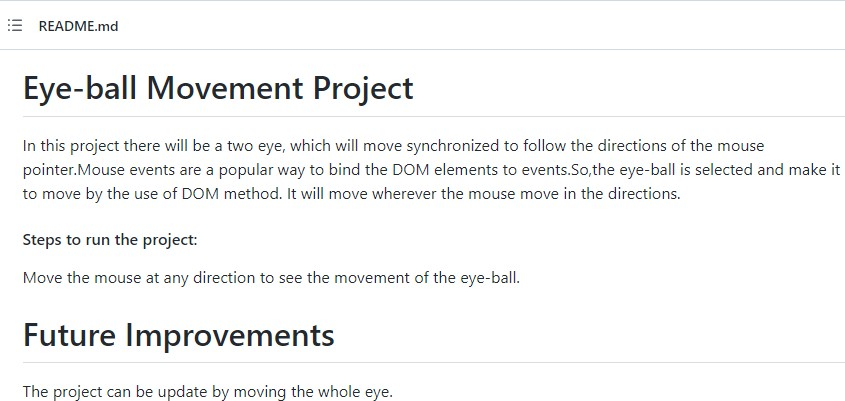 README.md
Eye-ball Movement Project
In this project there will be a two eye, which will move synchronized to follow the directions of the mouse
pointer.Mouse events are a popular way to bind the DOM elements to events.So,the eye-ball is selected and make it
to move by the use of DOM method. It will move wherever the mouse move in the directions.
Steps to run the project:
Move the mouse at any direction to see the movement of the eye-ball.
Future Improvements
The project can be update by moving the whole eye.